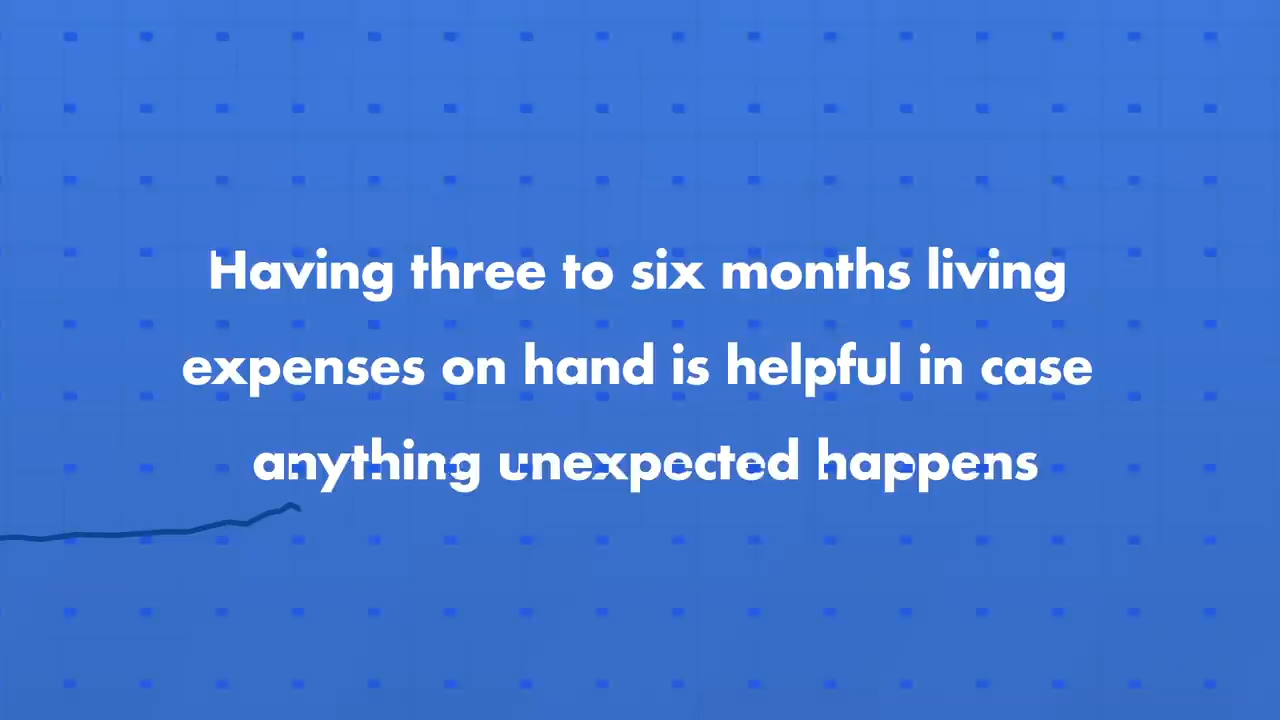 Having three to six months living
expenses on hand is helpful in case
anything unexpected happens